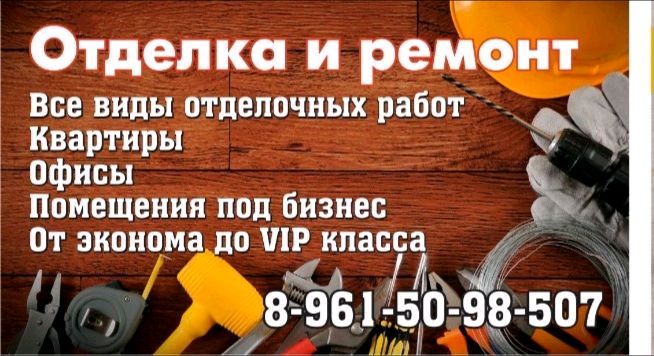 Отделка и ремонт
Все виды отделочных работ
Квартиры
Офисы
Помещения под бизнес
От эконома до VIP класса
8-961-50-98-507